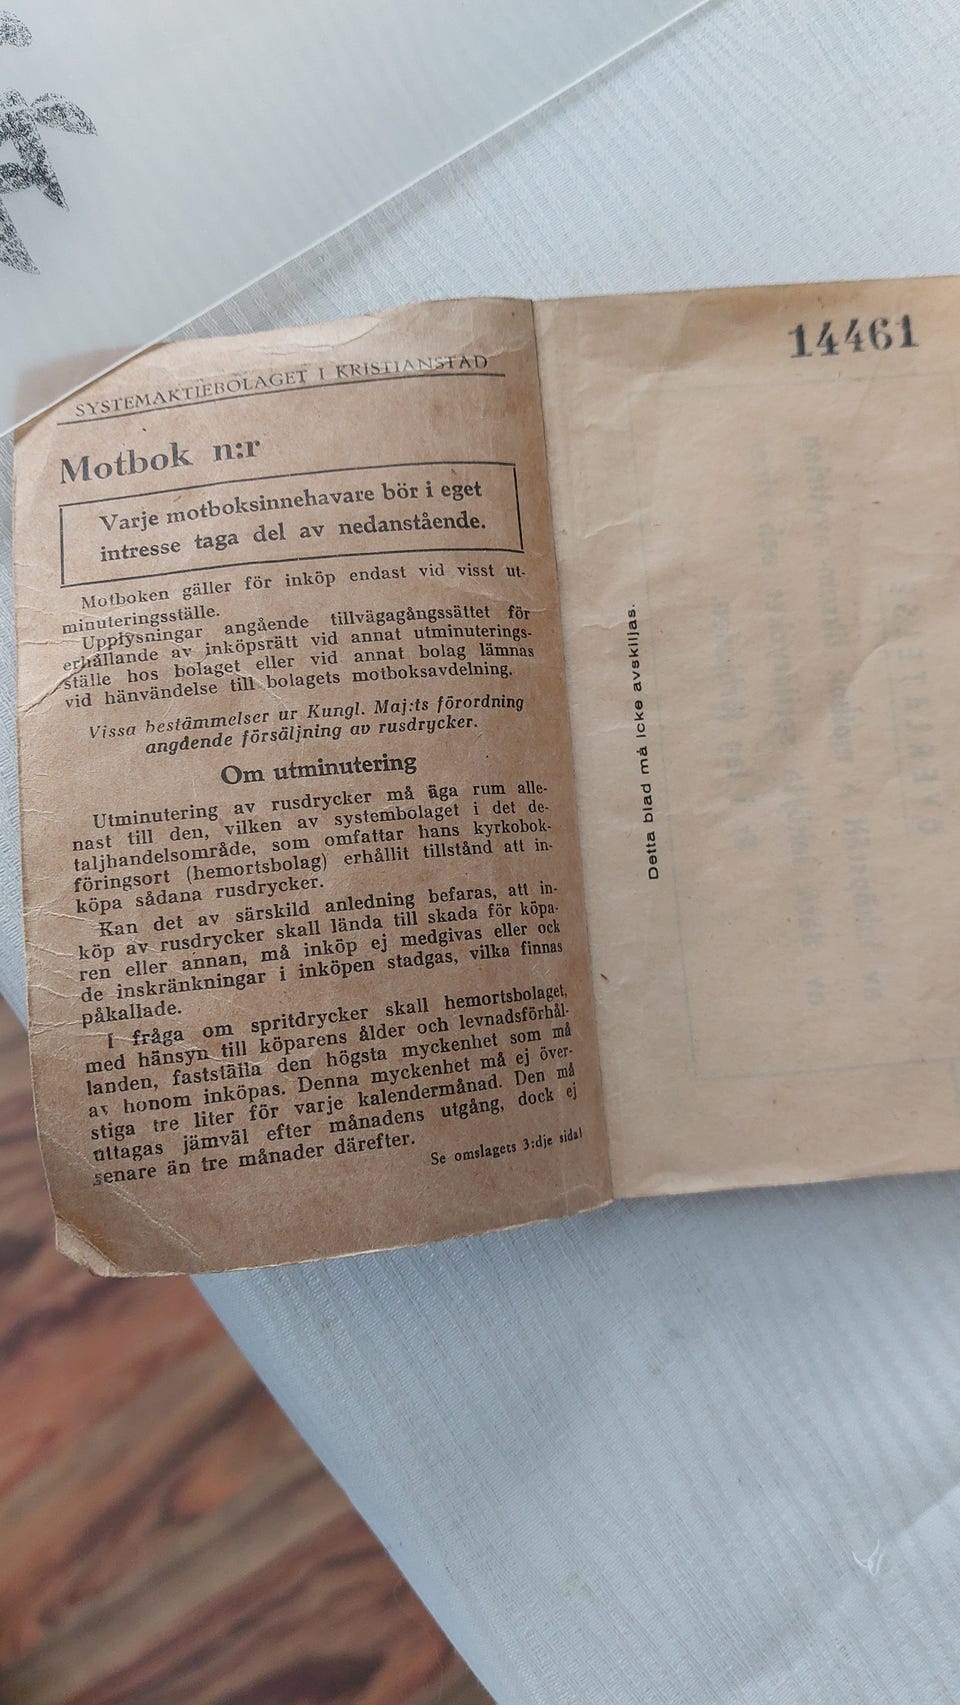 SYSTEMAKTIEBOLAGET I KRISTIANSTAD
Motbok n:r
Varje motboksinnehavare bör i eget
intresse taga del av nedanstående.
Motboken gäller för inköp endast vid visst ut-
minuteringsställe.
Upplysningar angående tillvägagångssättet för
erhållande av inköpsrätt vid annat utminuterings-
ställe hos bolaget eller vid annat bolag lämnas
vid hänvändelse till bolagets motboksavdelning.
Vissa bestämmelser ur Kungl. Maj:ts förordning
angående försäljning av rusdrycker.
Om utminutering
Utminutering av rusdrycker må äga rum alle-
nast till den, vilken av systembolaget i det de-
taljhandelsområde, som omfattar hans kyrkobok-
föringsort (hemortsbolag) erhållit tillstånd att in-
köpa sådana rusdrycker.
Kan det av särskild anledning befaras, att in-
köp av rusdrycker skall lända till skada för köpa-
ren eller annan, må inköp ej medgivas eller ock
de inskränkningar i inköpen stadgas, vilka finnas
påkallade.
I fråga om spritdrycker skall hemortsbolaget,
med hänsyn till köparens ålder och levnadsförhål-
landen, fastställa den högsta myckenhet som må
av honom inköpas. Denna myckenhet må ej över-
stiga tre liter för varje kalendermånad. Den må
uttagas jämväl efter månadens utgång, dock ej
senare än tre månader därefter.
Se omslagets 3:dje sida!
14461
Detta blad må icke avskiljas.